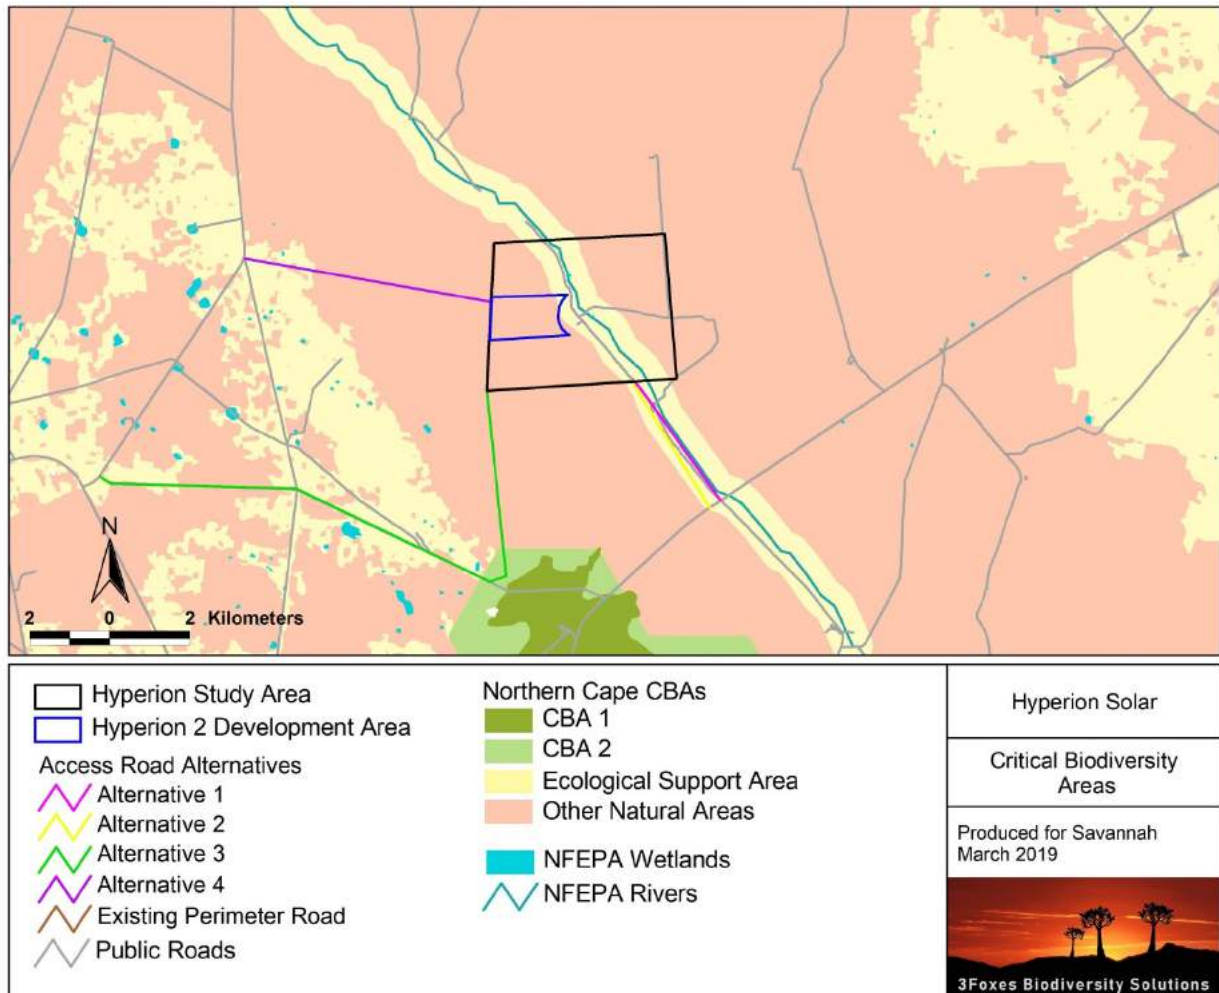 N
2 0 2 Kilometers
Hyperion Study Area
Hyperion 2 Development Area
Access Road Alternatives
Alternative 1
Alternative 2
Alternative 3
Alternative 4
Existing Perimeter Road
Public Roads
Northern Cape CBAs
CBA 1
CBA 2
Ecological Support Area
Other Natural Areas
NFEPA Wetlands
NFEPA Rivers
Hyperion Solar
Critical Biodiversity
Areas
Produced for Savannah
March 2019
3Foxes Biodiversity Solutions